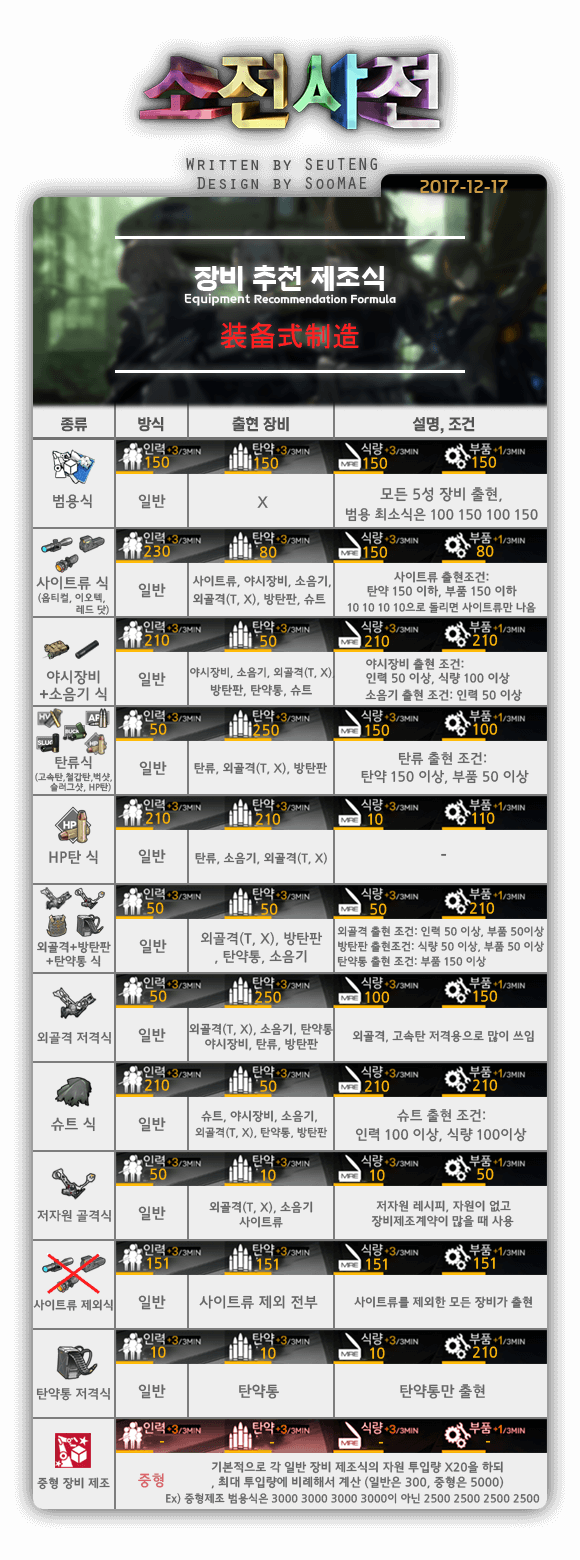 소전사전
WRITTEN BY SEUTENG
DESIGN BY SOOMAE
2017-12-17
장비 추천 제조식
Equipment Recommendation Formula
装备式制造
종류 방식 출현 장비 설명, 조건
인력 +3/3MIN 150 탄약 +3/3MIN 150 식량 +3/3MIN MRE 150 부품 +1/3MIN 150
범용식
일반
X
모든 5성 장비 출현,
범용 최소식은 100 150 100 150
인력 +3/3MIN 230 탄약 +3/3MIN 80 식량 +3/3MIN MRE 150 부품 +1/3MIN 80
사이트류 식
(옵티컬, 이오텍,
레드 닷)
일반
사이트류, 야시장비, 소음기,
외골격(T, X), 방탄판, 슈트
사이트류 출현조건:
탄약 150 이하, 부품 150 이하
10 10 10 10으로 돌리면 사이트류만 나옴
인력 +3/3MIN 210 탄약 +3/3MIN 50 식량 +3/3MIN MRE 210 부품 +1/3MIN 210
야시장비
+소음기 식
일반
야시장비, 소음기, 외골격(T, X),
방탄판, 탄약통, 슈트
야시장비 출현 조건:
인력 50 이상, 식량 100 이상
소음기 출현 조건: 인력 50 이상
인력 +3/3MIN 50 탄약 +3/3MIN 250 식량 +3/3MIN MRE 150 부품 +1/3MIN 100
HV AP
SLUG BUCK HP
탄류식
(고속탄,철갑탄,벅샷,
슬러그샷, HP탄)
일반
탄류, 외골격(T, X), 방탄판
탄류 출현 조건:
탄약 150 이상, 부품 50 이상
인력 +3/3MIN 210 탄약 +3/3MIN 210 식량 +3/3MIN MRE 10 부품 +1/3MIN 110
HP
HP탄 식
일반
탄류, 소음기, 외골격(T, X)
-
인력 +3/3MIN 50 탄약 +3/3MIN 50 식량 +3/3MIN MRE 50 부품 +1/3MIN 50
외골격+방탄판
+탄약통 식
일반
외골격(T, X), 방탄판
, 탄약통, 소음기
외골격 출현 조건: 인력 50 이상, 부품 50이상
방탄판 출현조건: 식량 50 이상, 부품 50 이상
탄약통 출현 조건: 부품 150 이상
인력 +3/3MIN 50 탄약 +3/3MIN 250 식량 +3/3MIN MRE 100 부품 +1/3MIN 150
외골격 저격식
일반
외골격(T, X), 소음기, 탄약통
야시장비, 탄류, 방탄판
외골격, 고속탄 저격용으로 많이 쓰임
인력 +3/3MIN 210 탄약 +3/3MIN 50 식량 +3/3MIN MRE 210 부품 +1/3MIN 210
슈트 식
일반
슈트, 야시장비, 소음기,
외골격(T, X), 탄약통, 방탄판
슈트 출현 조건:
인력 100 이상, 식량 100이상
인력 +3/3MIN 50 탄약 +3/3MIN 10 식량 +3/3MIN MRE 10 부품 +1/3MIN 50
저자원 골격식
일반
외골격(T, X), 소음기
사이트류
저자원 레시피, 자원이 없고
장비제조계약이 많을 때 사용
인력 +3/3MIN 151 탄약 +3/3MIN 151 식량 +3/3MIN MRE 151 부품 +1/3MIN 151
사이트류 제외식
일반
사이트류 제외 전부
사이트류를 제외한 모든 장비가 출현
인력 +3/3MIN 10 탄약 +3/3MIN 10 식량 +3/3MIN MRE 10 부품 +1/3MIN 210
탄약통 저격식
일반
탄약통
탄약통만 출현
인력 +3/3MIN - 탄약 +3/3MIN - 식량 +3/3MIN MRE - 부품 +1/3MIN -
중형 장비 제조
중형
기본적으로 각 일반 장비 제조식의 자원 투입량 X20을 하되
, 최대 투입량에 비례해서 계산 (일반은 300, 중형은 5000)
Ex) 중형제조 범용식은 3000 3000 3000 3000이 아닌 2500 2500 2500 2500